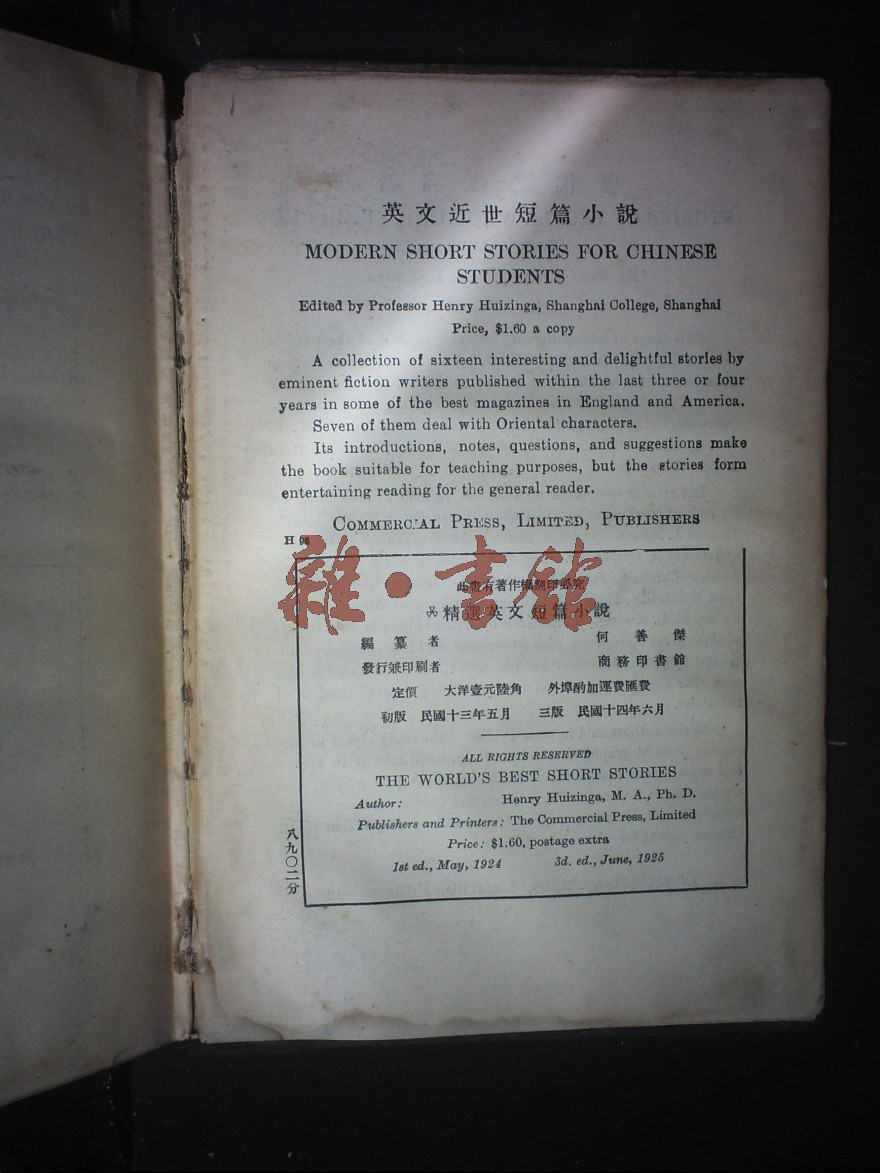 英文近世短篇小說
MODERN SHORT STORIES FOR CHINESE
STUDENTS
Edited by Professor Henry Huizinga, Shanghai College, Shanghai
Price, $1.60 a copy
A collection of sixteen interesting and delightful stories by
eminent fiction writers published within the last three or four
years in some of the best magazines in England and America.
Seven of them deal with Oriental characters.
Its introductions, notes, questions, and suggestions make
the book suitable for teaching purposes, but the stories form
entertaining reading for the general reader.
COMMERCIAL PRESS, LIMITED, PUBLISHERS
H
雜·書館
此書有著作權翻印必究
精選英文短篇小說
編纂者 何善傑
發行兼印刷者 商務印書館
定價 大洋壹元陸角 外埠酌加運費匯費
初版 民國十三年五月 三版 民國十四年六月
ALL RIGHTS RESERVED
THE WORLD'S BEST SHORT STORIES
Author: Henry Huizinga, M. A., Ph. D.
Publishers and Printers: The Commercial Press, Limited
Price: $1.60, postage extra
1st ed., May, 1924 3d. ed., June, 1925
八九〇二分